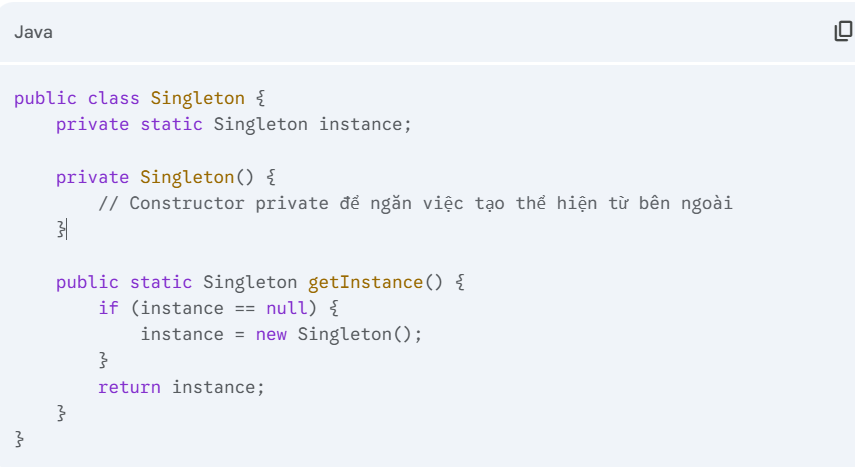 Java
public class Singleton {
    private static Singleton instance;
    private Singleton() {
        // Constructor private để ngăn việc tạo thể hiện từ bên ngoài
    }
    public static Singleton getInstance() {
        if (instance == null) {
            instance = new Singleton();
        }
        return instance;
    }
}